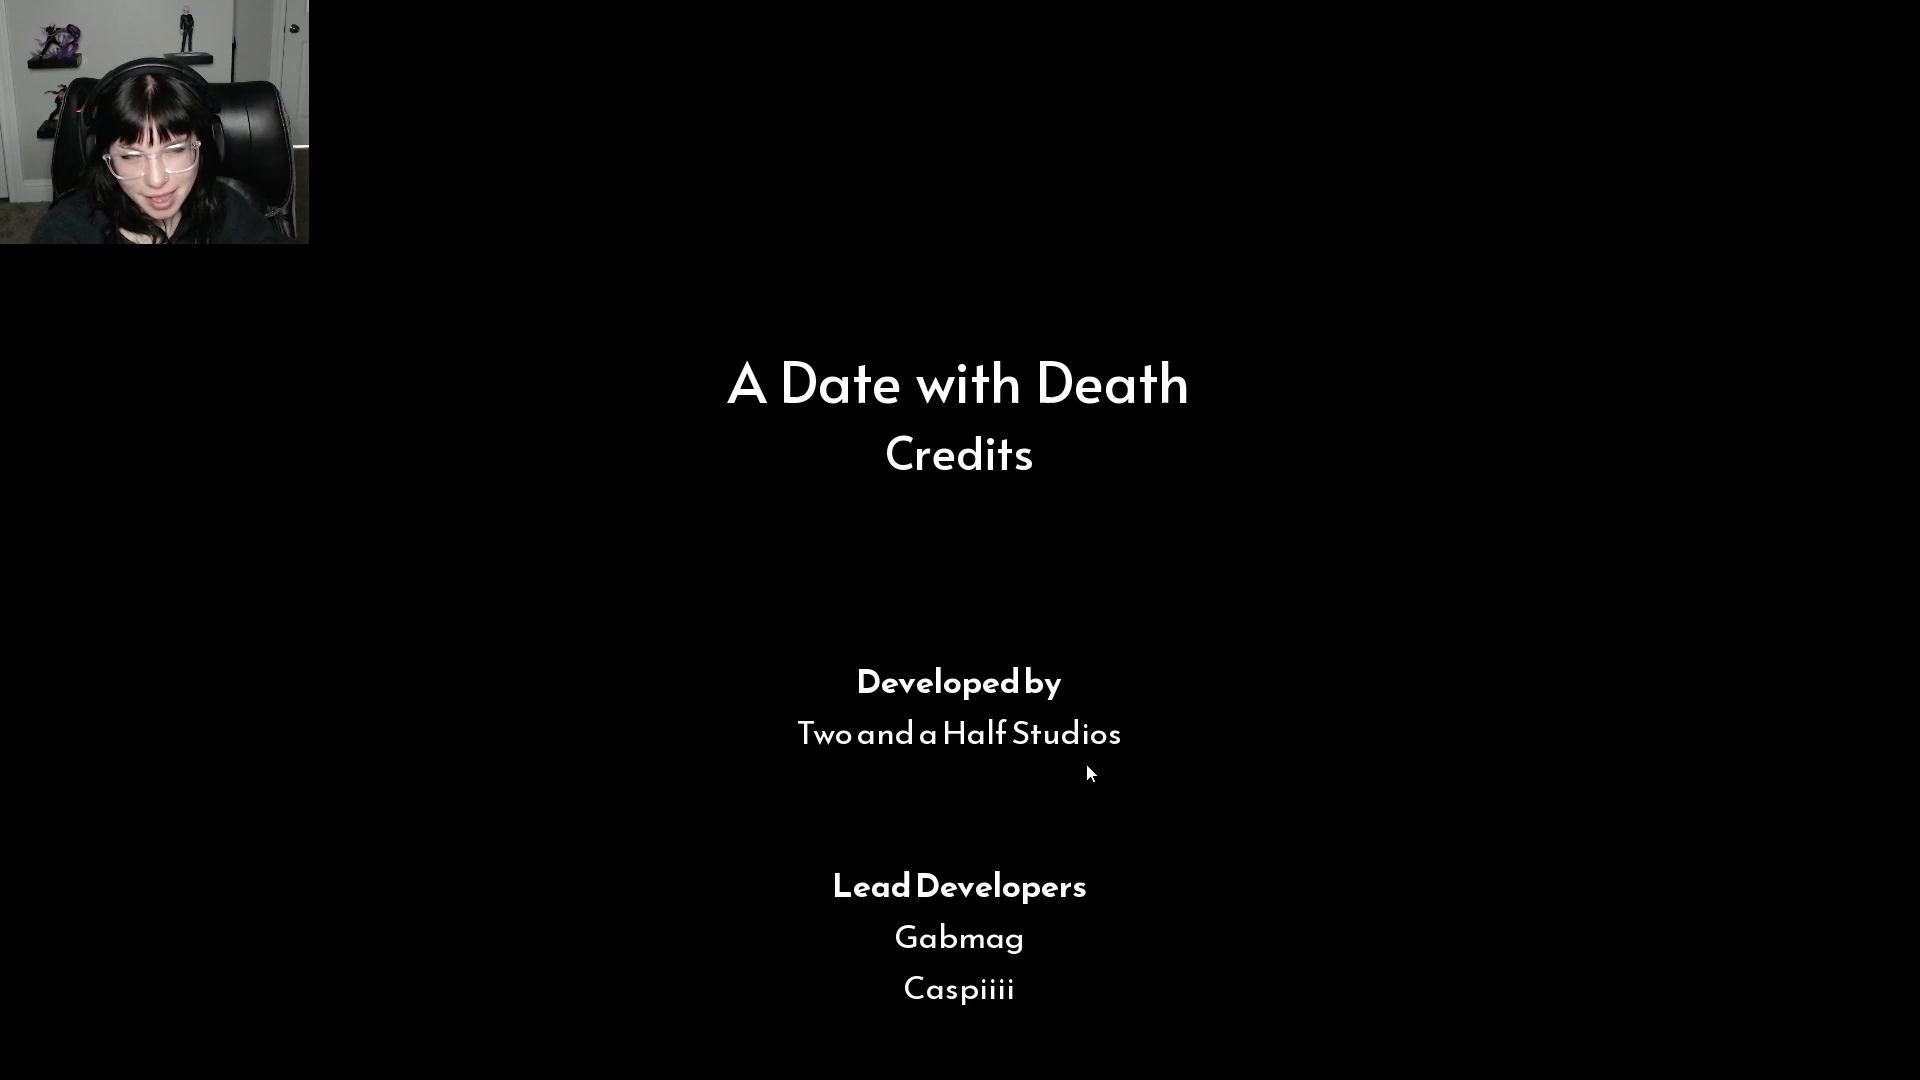 A Date with Death
Credits
Developed by
Two and a Half Studios
Lead Developers
Gabmag
Caspiiii